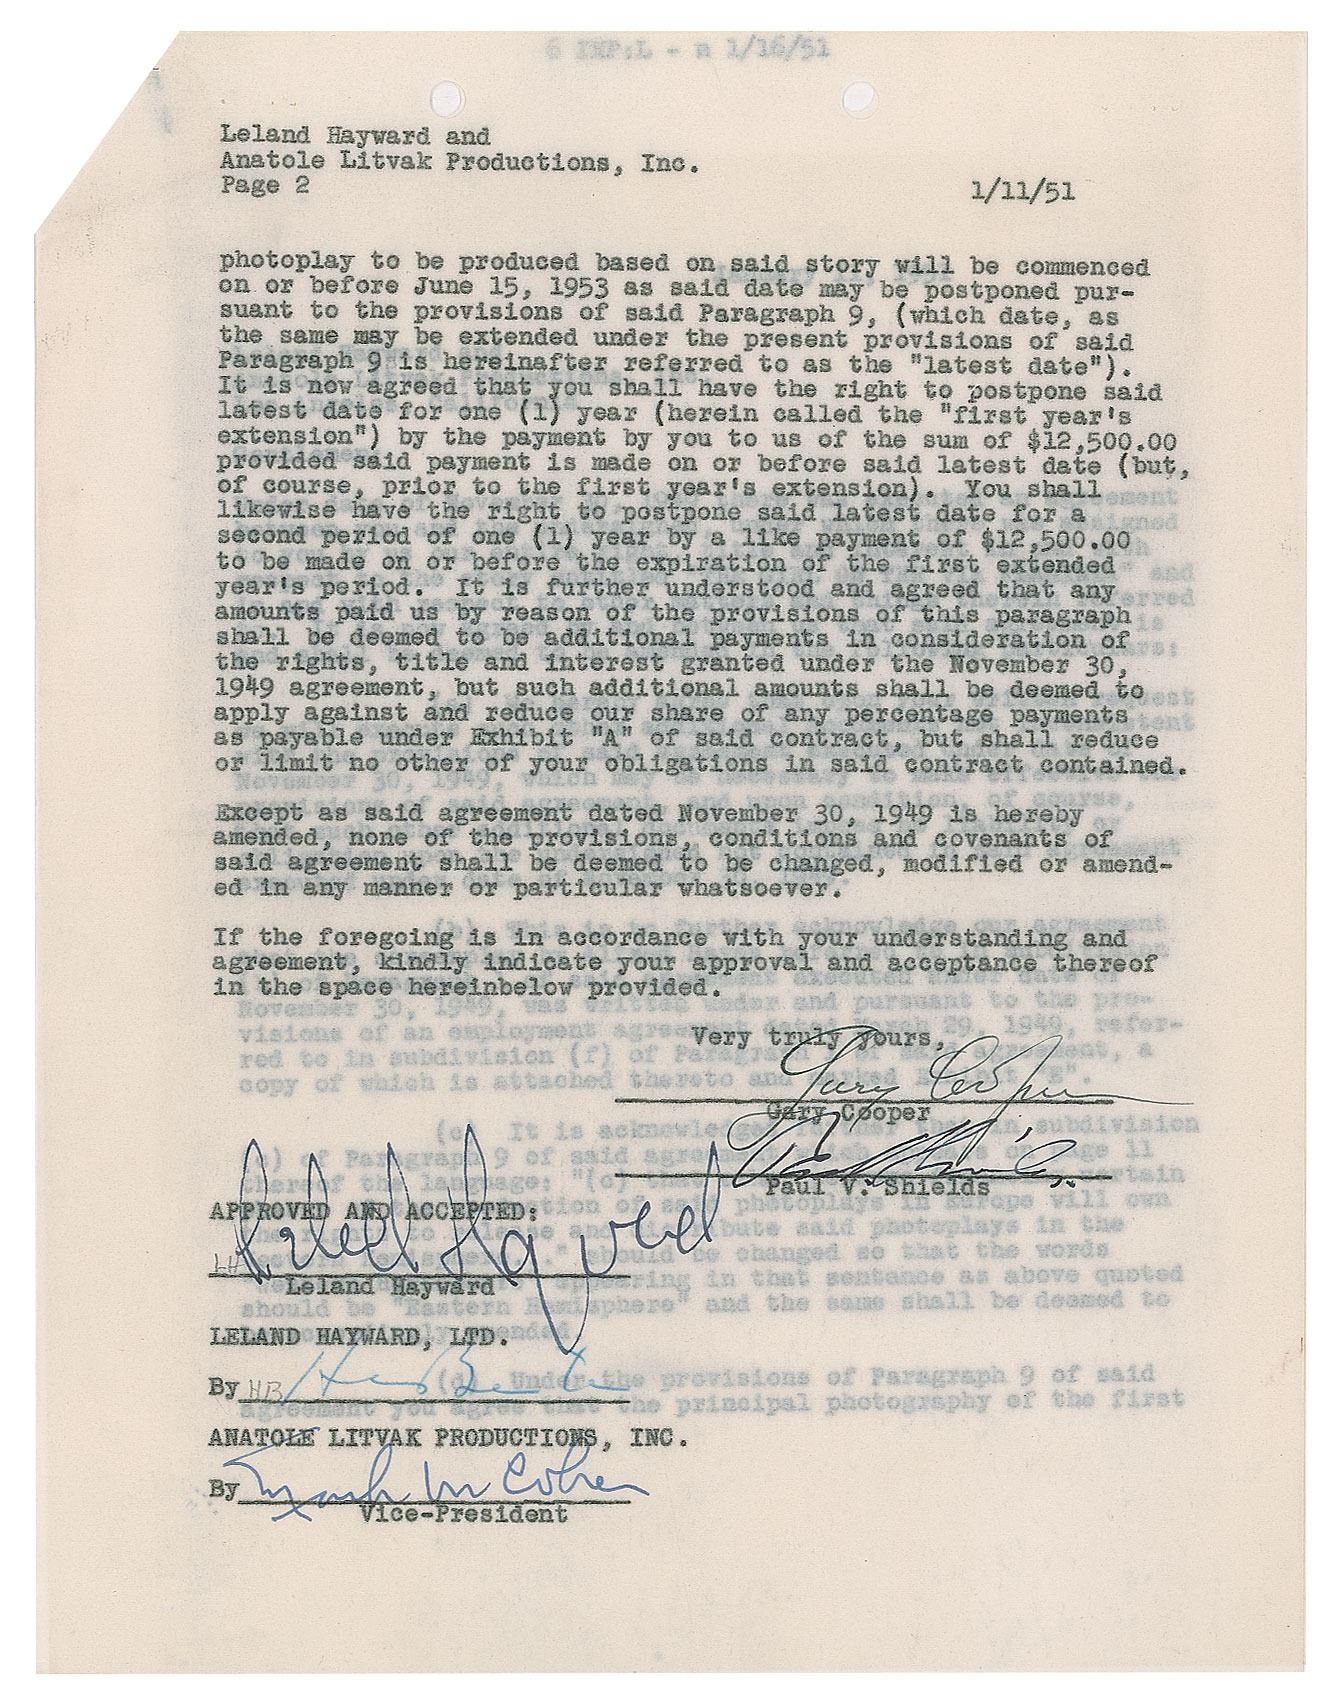 6 EXP:L - m 1/16/51
Leland Hayward and
Anatole Litvak Productions, Inc.
Page 2
1/11/51
photoplay to be produced based on said story will be commenced
on or before June 15, 1953 as said date may be postponed pur-
suant to the provisions of said Paragraph 9, (which date, as
the same may be extended under the present provisions of said
Paragraph 9 is hereinafter referred to as the "latest date").
It is now agreed that you shall have the right to postpone said
latest date for one (1) year (herein called the "first year's
extension") by the payment by you to us of the sum of $12,500.00
provided said payment is made on or before said latest date (but,
of course, prior to the first year's extension). You shall
likewise have the right to postpone said latest date for a
second period of one (1) year by a like payment of $12,500.00
to be made on or before the expiration of the first extended
year's period. It is further understood and agreed that any
amounts paid us by reason of the provisions of this paragraph
shall be deemed to be additional payments in consideration of
the rights, title and interest granted under the November 30,
1949 agreement, but such additional amounts shall be deemed to
apply against and reduce our share of any percentage payments
as payable under Exhibit "A" of said contract, but shall reduce
or limit no other of your obligations in said contract contained.
Except as said agreement dated November 30, 1949 is hereby
amended, none of the provisions, conditions and covenants of
said agreement shall be deemed to be changed, modified or amend-
ed in any manner or particular whatsoever.
If the foregoing is in accordance with your understanding and
agreement, kindly indicate your approval and acceptance thereof
in the space hereinbelow provided.
Very truly yours,
Gary Cooper
Gary Cooper
Paul V. Shields
APPROVED AND ACCEPTED:
LH Leland Hayward
Leland Hayward
LELAND HAYWARD, LTD.
By HB
ANATOLE LITVAK PRODUCTIONS, INC.
By
Vice-President